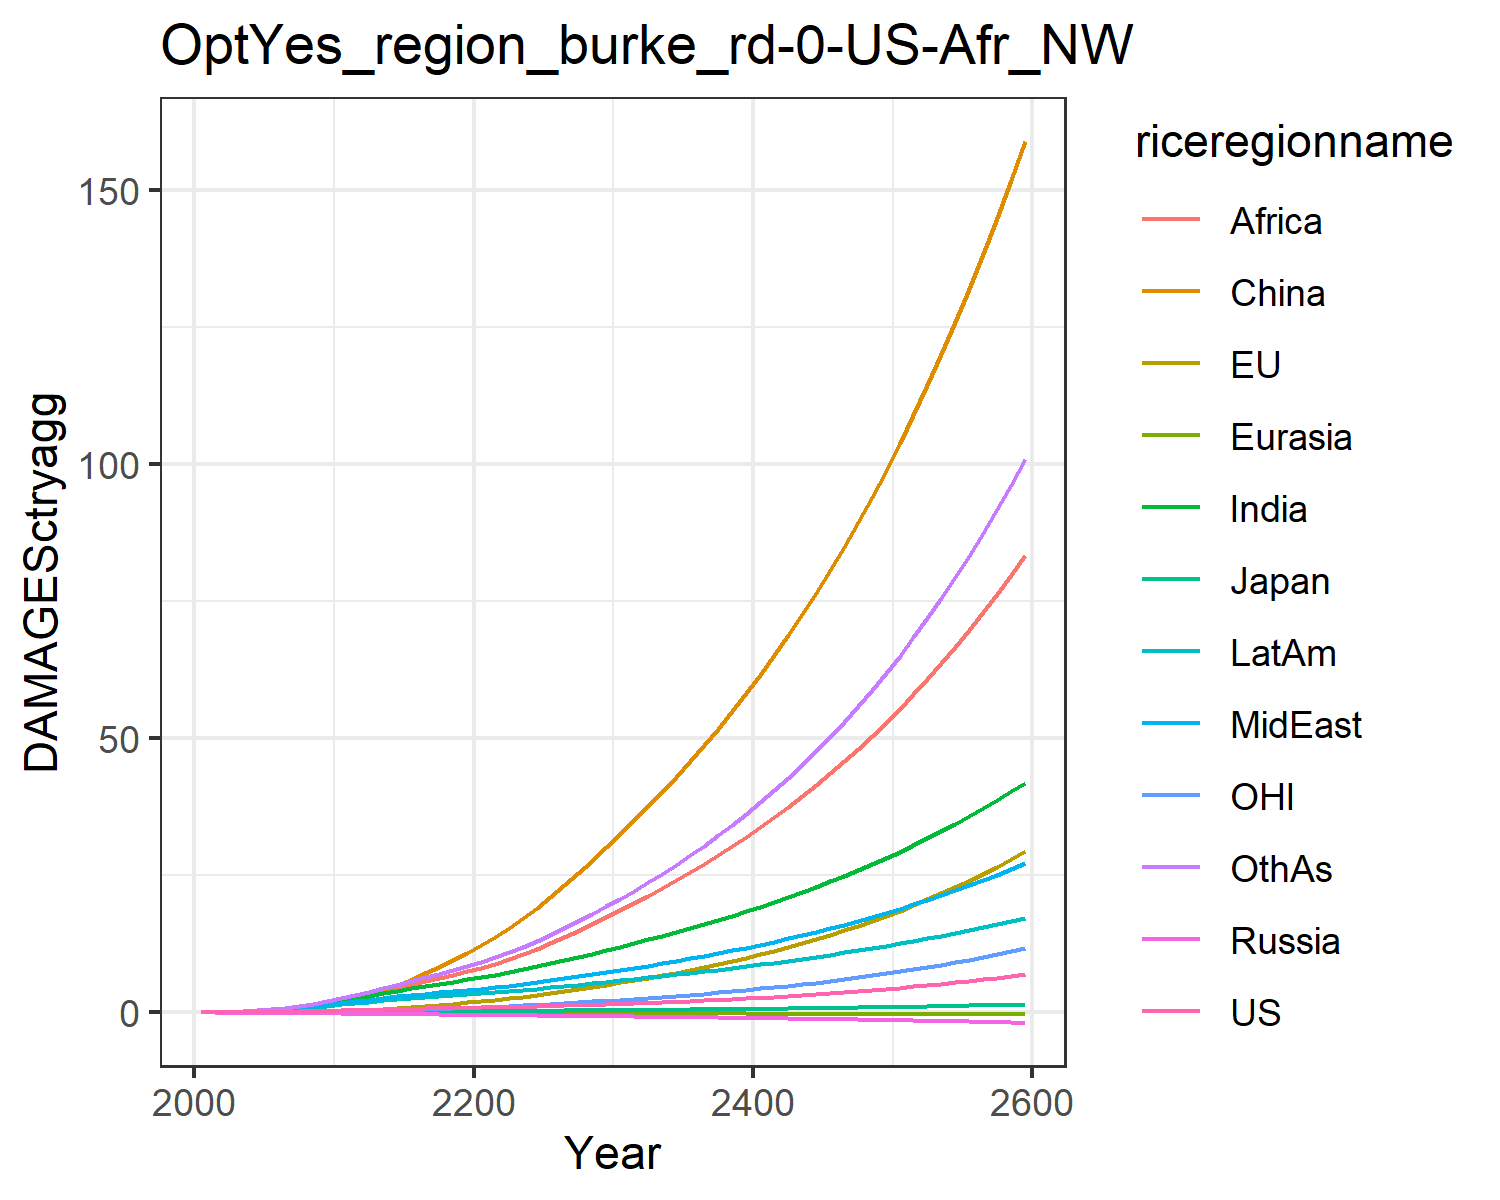 OptYes_region_burke_rd-0-US-Afr_NW
DAMAGESctryagg
150
100
50
0
2000
2200
2400
2600
Year
riceregionname
Africa
China
EU
Eurasia
India
Japan
LatAm
MidEast
OHI
OthAs
Russia
US